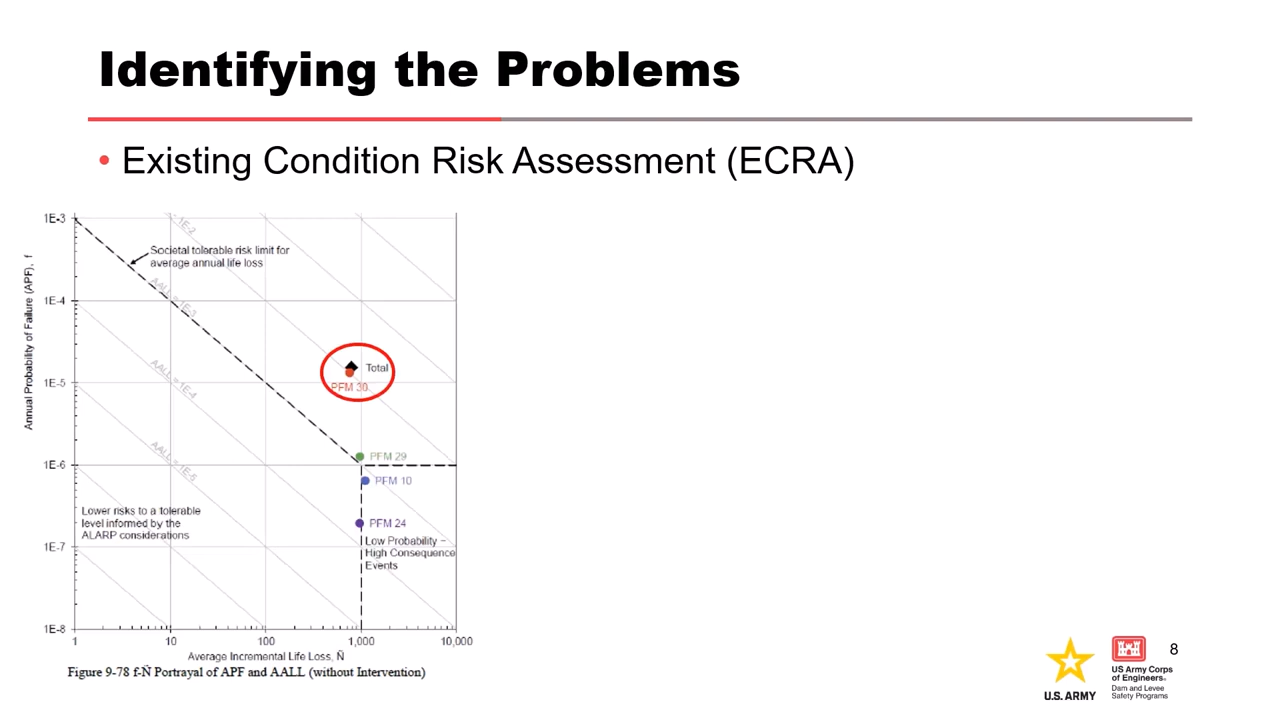 Identifying the Problems
• Existing Condition Risk Assessment (ECRA)
Annual Probability of Failure (APF), f
1E-3
1E-4
1E-5
1E-6
1E-7
1E-8
1E-2
Societal tolerable risk limit for
average annual life loss
AALL = 1E-3
AALL = 1E-4
AALL = 1E-5
Total
PFM 30
PFM 29
PFM 10
PFM 24
Lower risks to a tolerable
level informed by the
ALARP considerations
Low Probability –
High Consequence
Events
1
10
100
1,000
10,000
Average Incremental Life Loss, N̄
Figure 9-78 f-N̄ Portrayal of APF and AALL (without Intervention)
U.S. ARMY
US Army Corps
of Engineers®
Dam and Levee
Safety Programs
8